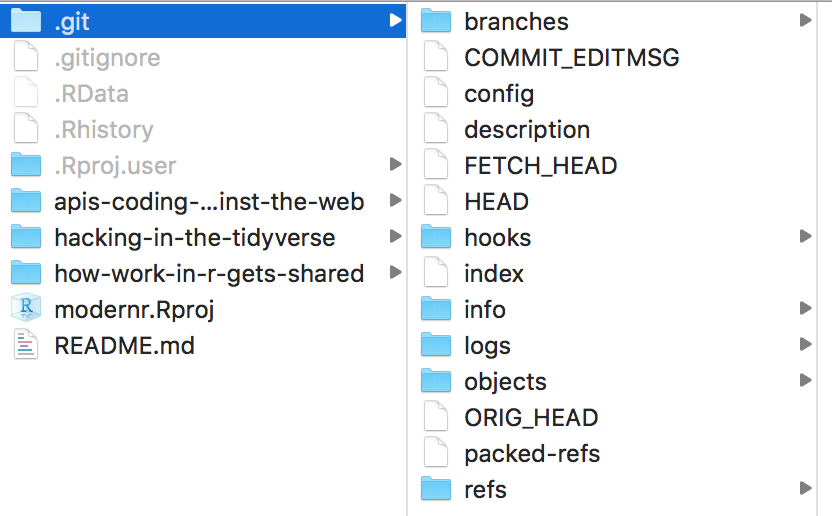 .git
.gitignore
.RData
.Rhistory
.Rproj.user
apis-coding-...inst-the-web
hacking-in-the-tidyverse
how-work-in-r-gets-shared
modernr.Rproj
README.md
branches
COMMIT_EDITMSG
config
description
FETCH_HEAD
HEAD
hooks
index
info
logs
objects
ORIG_HEAD
packed-refs
refs